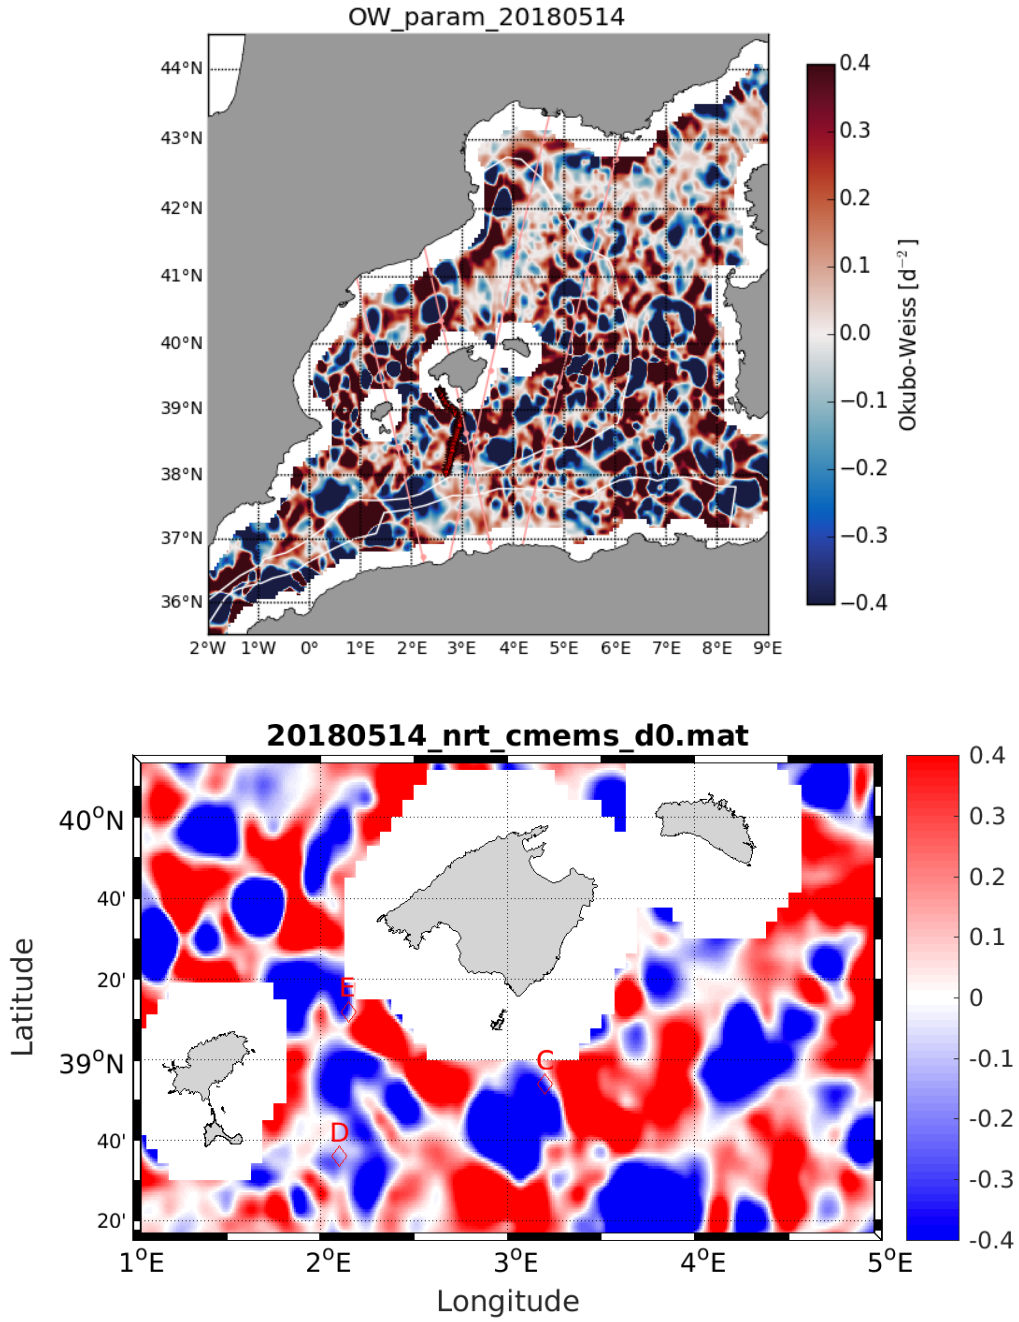 OW_param_20180514
44°N
43°N
42°N
41°N
40°N
39°N
38°N
37°N
36°N
2°W 1°W 0° 1°E 2°E 3°E 4°E 5°E 6°E 7°E 8°E 9°E
0.4
0.3
0.2
0.1
0.0
−0.1
−0.2
−0.3
−0.4
Okubo-Weiss [d⁻²]
20180514_nrt_cmems_d0.mat
40°N
40'
20'
39°N
40'
20'
Latitude
E
C
D
1°E 2°E 3°E 4°E 5°E
Longitude
0.4
0.3
0.2
0.1
0
-0.1
-0.2
-0.3
-0.4